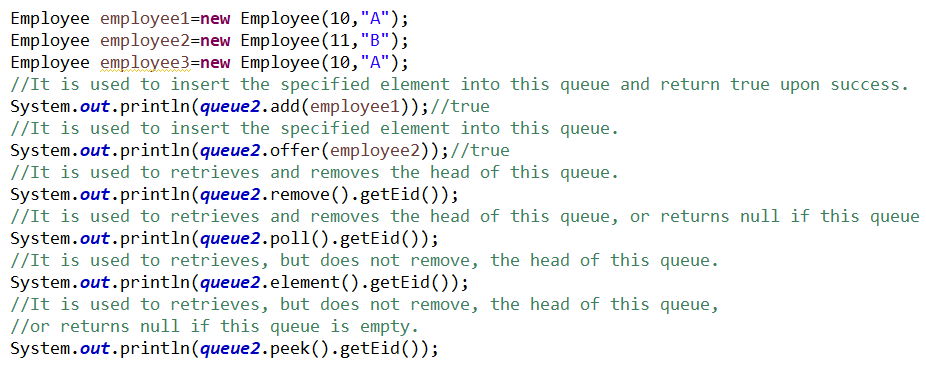 Employee employee1=new Employee(10,"A");
Employee employee2=new Employee(11,"B");
Employee employee3=new Employee(10,"A");
//It is used to insert the specified element into this queue and return true upon success.
System.out.println(queue2.add(employee1));//true
//It is used to insert the specified element into this queue.
System.out.println(queue2.offer(employee2));//true
//It is used to retrieves and removes the head of this queue.
System.out.println(queue2.remove().getEid());
//It is used to retrieves and removes the head of this queue, or returns null if this queue
System.out.println(queue2.poll().getEid());
//It is used to retrieves, but does not remove, the head of this queue.
System.out.println(queue2.element().getEid());
//It is used to retrieves, but does not remove, the head of this queue,
//or returns null if this queue is empty.
System.out.println(queue2.peek().getEid());